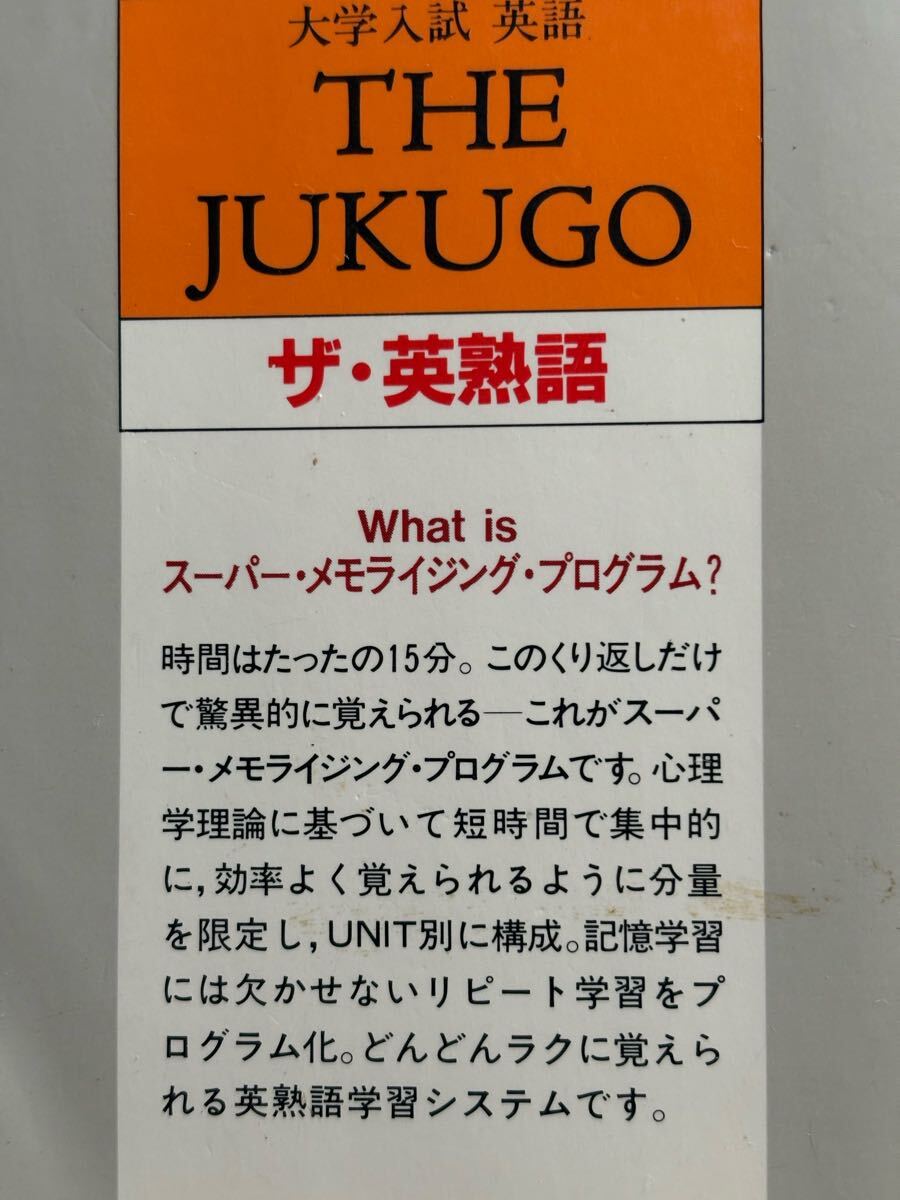 大学入試 英語
THE
JUKUGO
ザ・英熟語
What is
スーパー・メモライジング・プログラム?
時間はたったの15分。このくり返しだけ
で驚異的に覚えられる──これがスーパ
ー・メモライジング・プログラムです。心理
学理論に基づいて短時間で集中的
に,効率よく覚えられるように分量
を限定し,UNIT別に構成。記憶学習
には欠かせないリピート学習をプ
ログラム化。どんどんラクに覚えら
れる英熟語学習システムです。